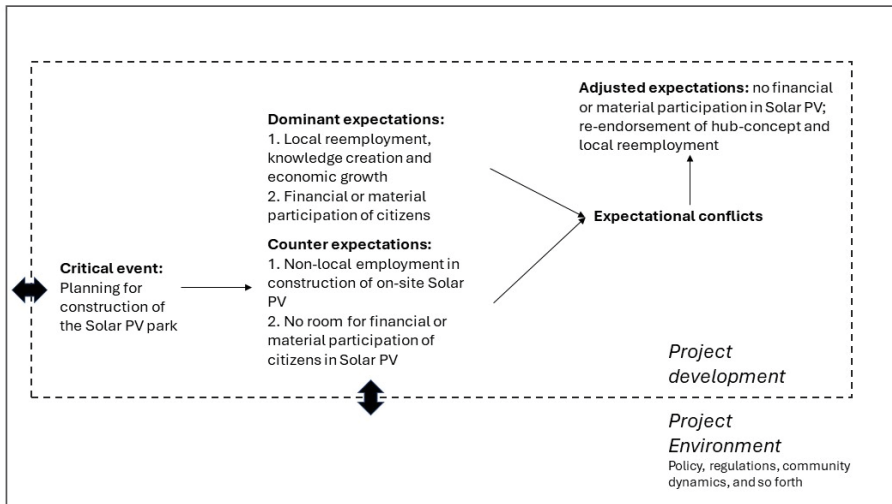 Adjusted expectations: no financial
or material participation in Solar PV;
re-endorsement of hub-concept and
local reemployment
Dominant expectations:
1. Local reemployment,
knowledge creation and
economic growth
2. Financial or material
participation of citizens
Expectational conflicts
Counter expectations:
1. Non-local employment in
construction of on-site Solar
PV
2. No room for financial or
material participation of
citizens in Solar PV
Critical event:
Planning for
construction of
the Solar PV park
Project
development
Project
Environment
Policy, regulations, community
dynamics, and so forth